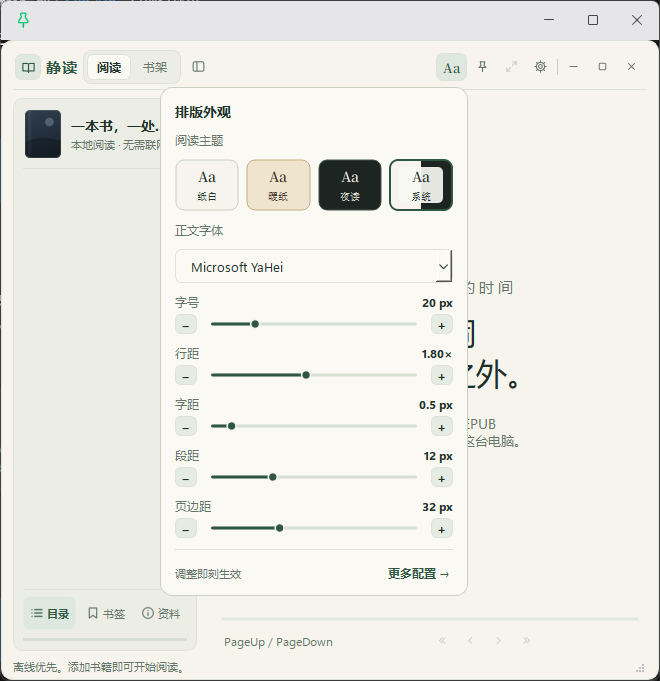 静读
阅读
书架
Aa
一本书，一处.
本地阅读 · 无需联网
排版外观
阅读主题
Aa
纸白
Aa
暖纸
Aa
夜读
Aa
系统
正文字体
Microsoft YaHei
字号
20 px
行距
1.80×
字距
0.5 px
段距
12 px
页边距
32 px
调整即刻生效
更多配置 →
的 时 间
之外。
EPUB
这台电脑。
目录
书签
资料
PageUp / PageDown
离线优先。添加书籍即可开始阅读。